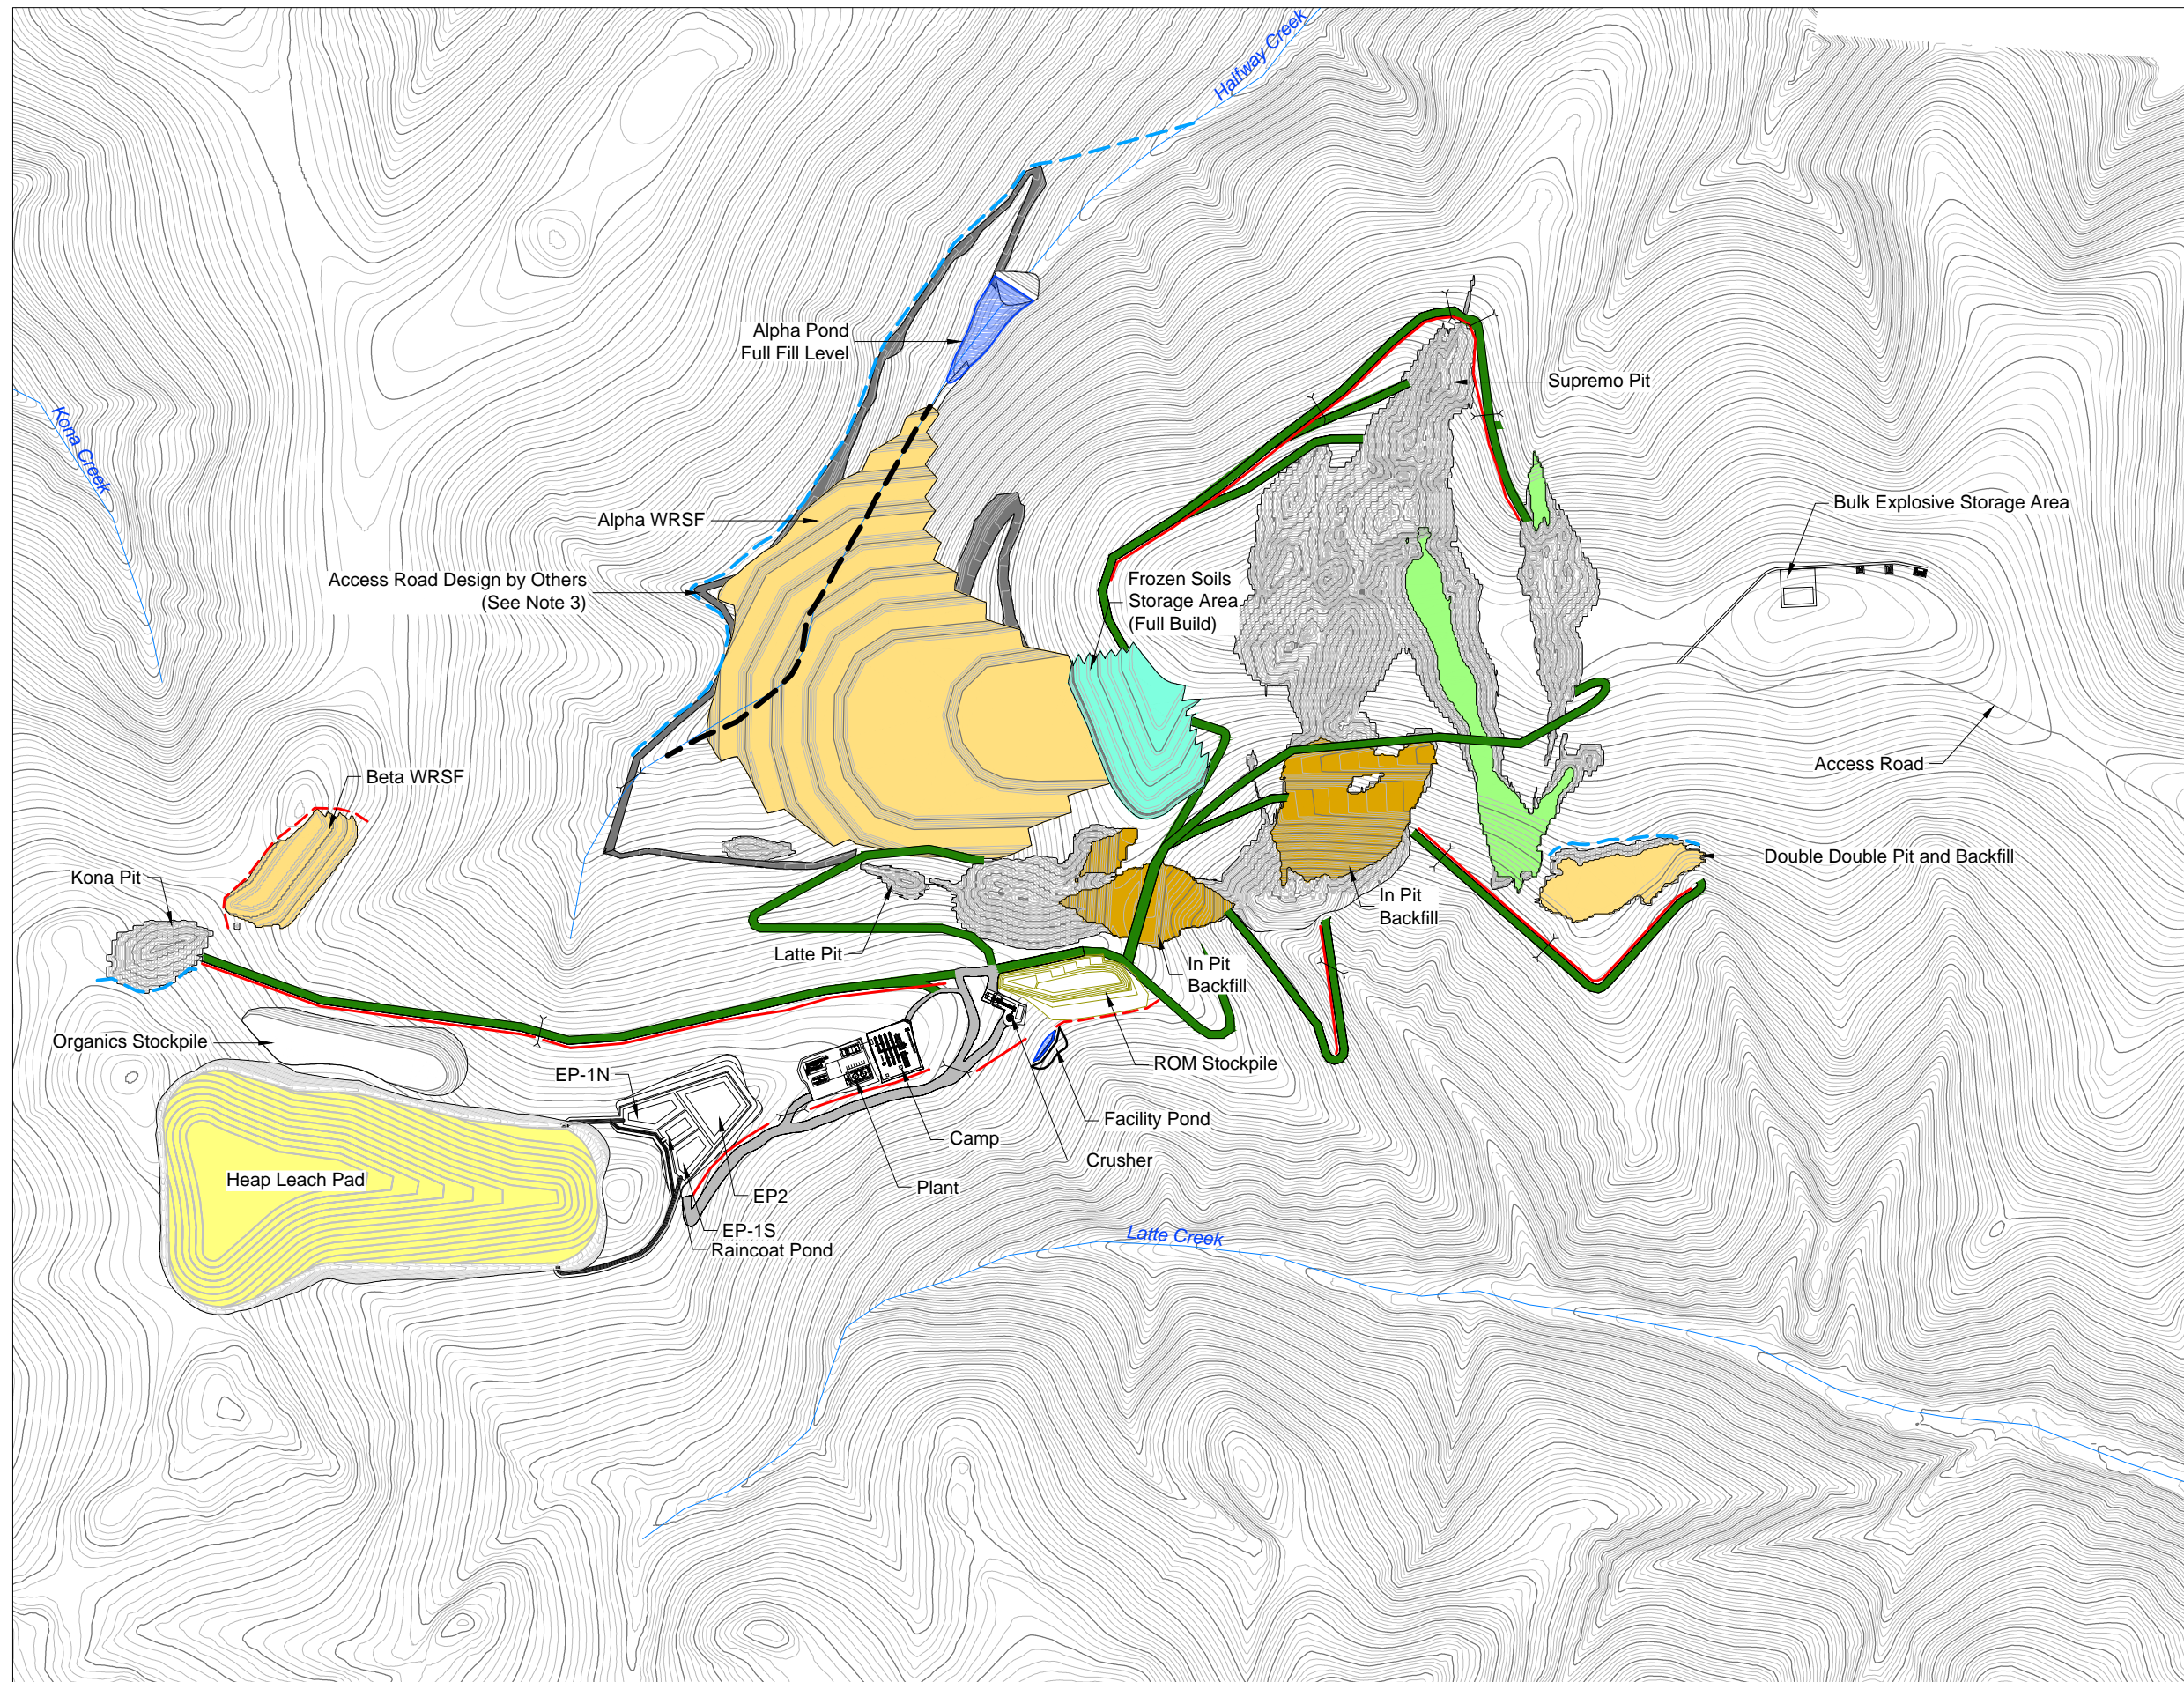 Halfway Creek
Alpha Pond
Full Fill Level
Supremo Pit
Kona Creek
Bulk Explosive Storage Area
Alpha WRSF
Access Road Design by Others
(See Note 3)
Frozen Soils
Storage Area
(Full Build)
Access Road
Beta WRSF
Double Double Pit and Backfill
Kona Pit
In Pit
Backfill
Latte Pit
In Pit
Backfill
Organics Stockpile
ROM Stockpile
EP-1N
Facility Pond
Camp
Crusher
Heap Leach Pad
Plant
EP2
EP-1S
Raincoat Pond
Latte Creek